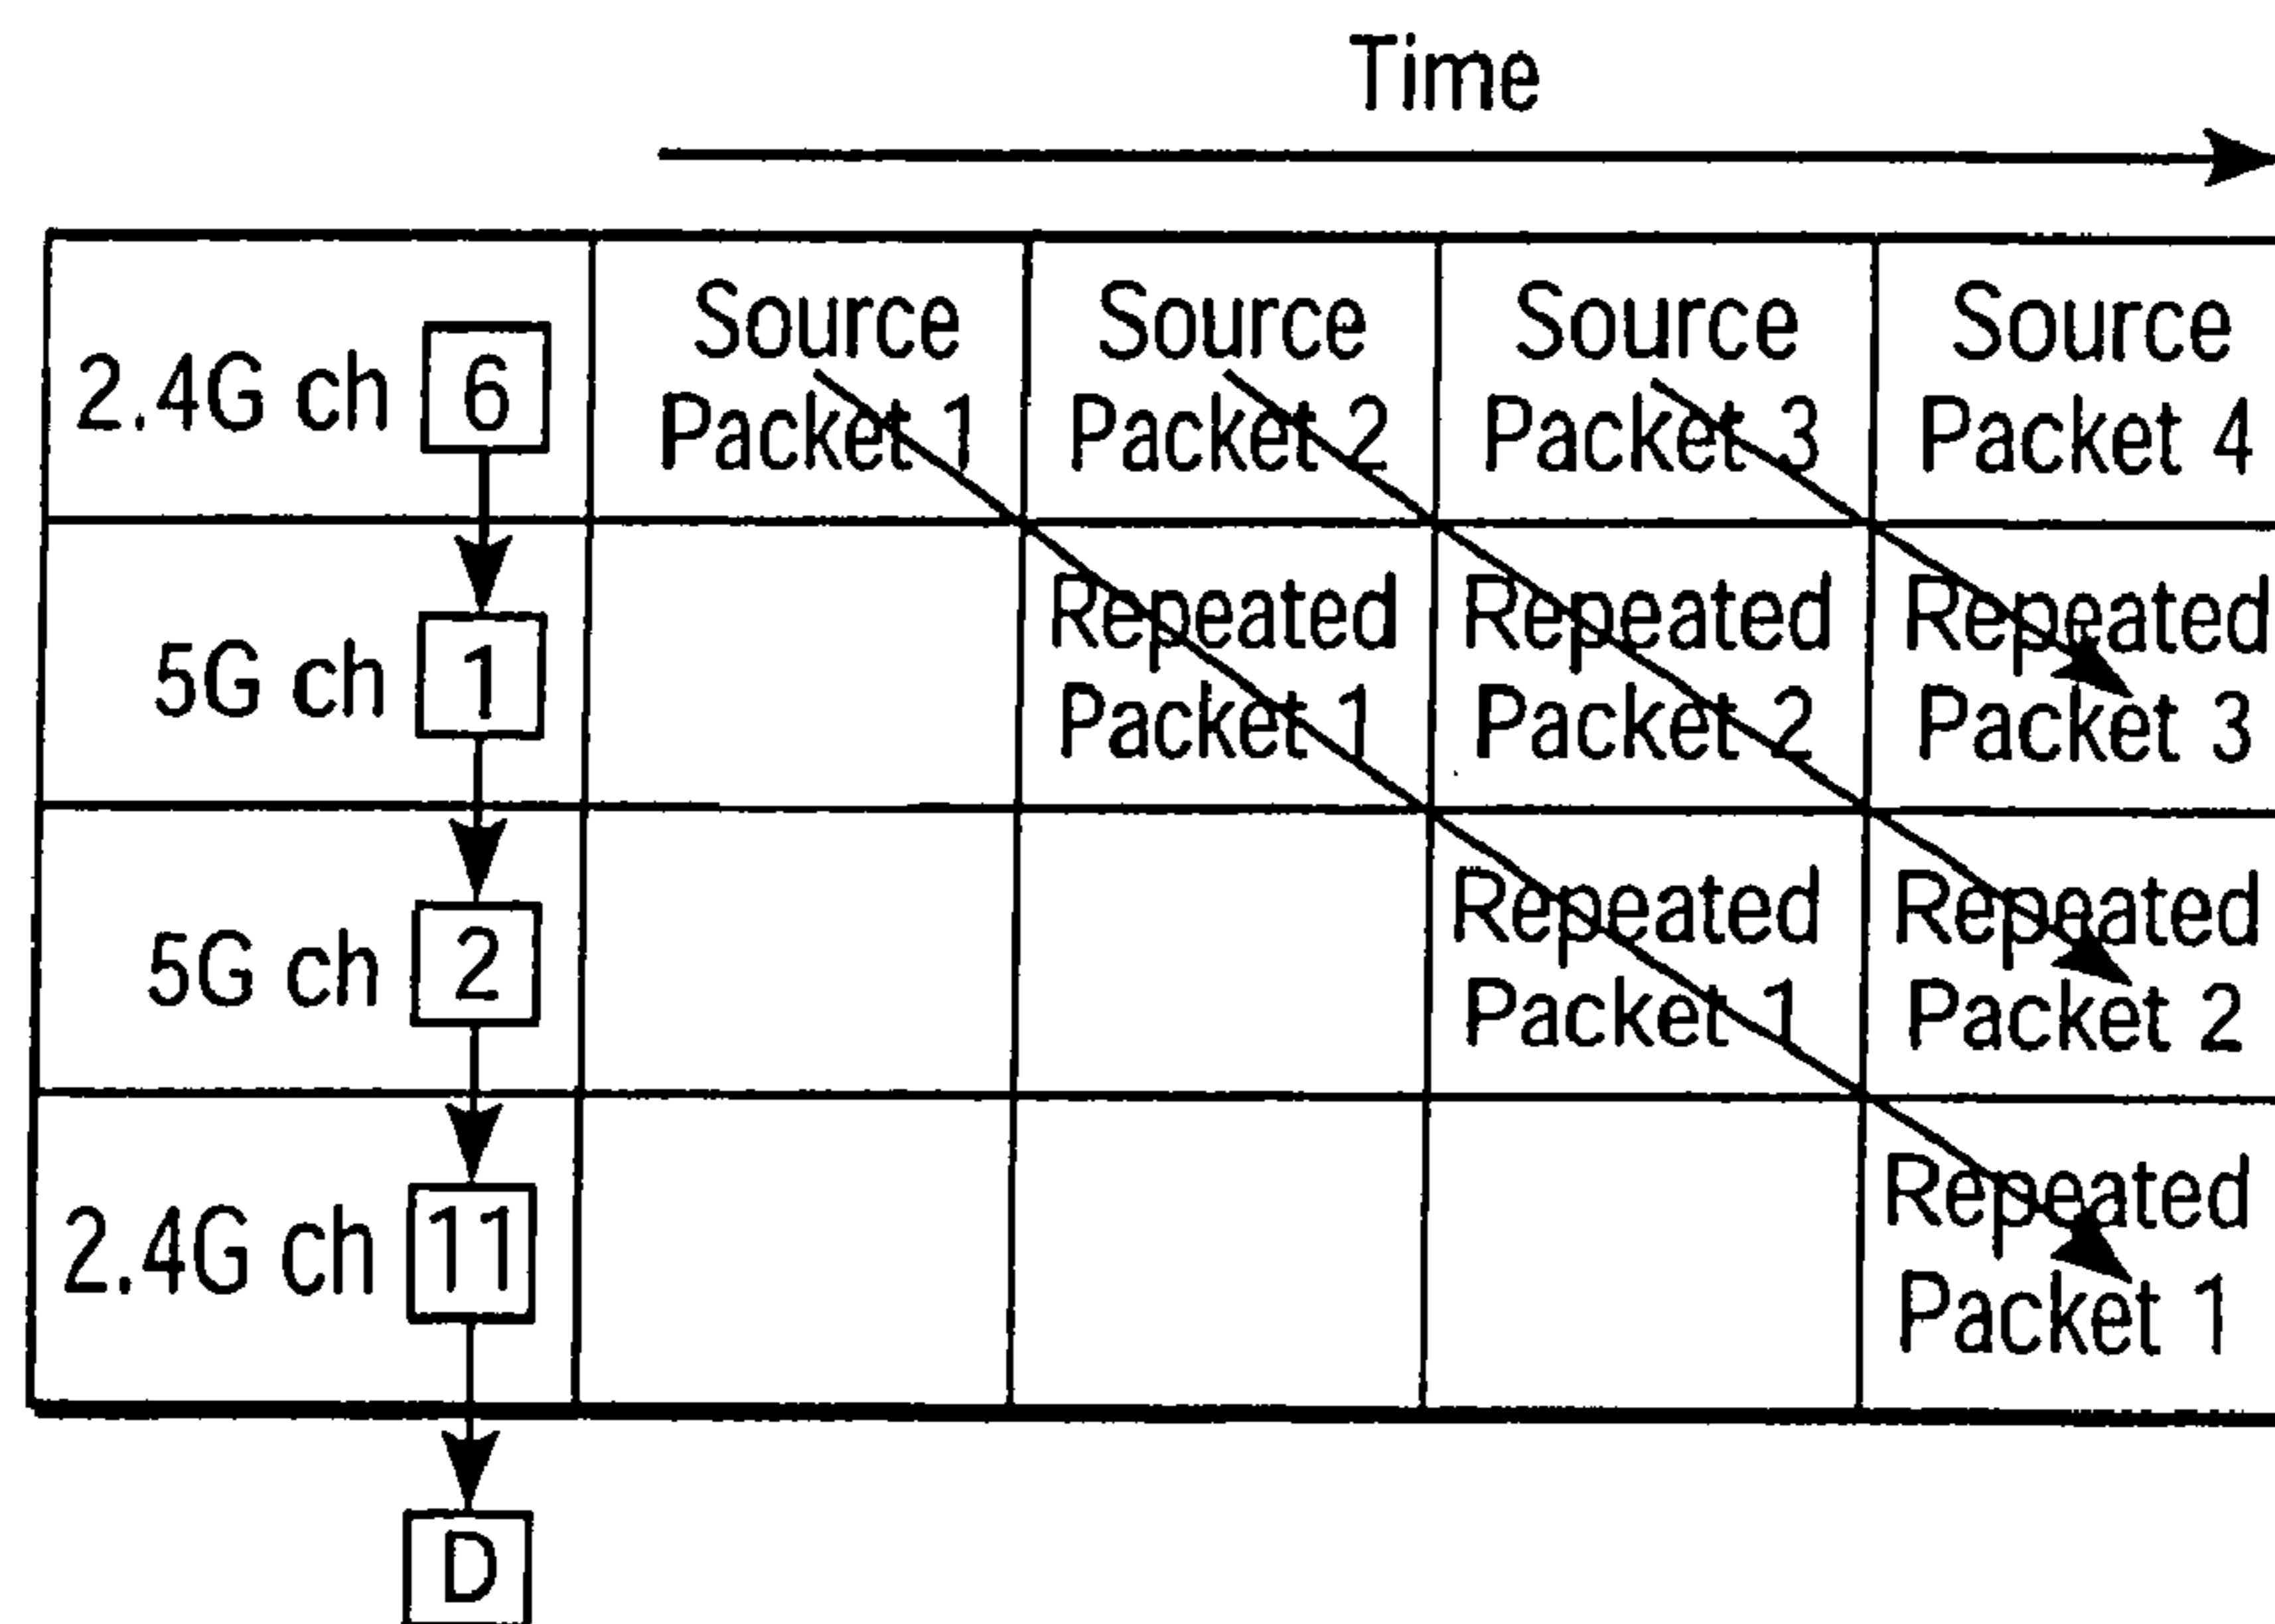 Time
2.4G ch 6
Source
Packet 1
Source
Packet 2
Source
Packet 3
Source
Packet 4
5G ch 1
Repeated
Packet 1
Repeated
Packet 2
Repeated
Packet 3
5G ch 2
Repeated
Packet 1
Repeated
Packet 2
2.4G ch 11
Repeated
Packet 1
D